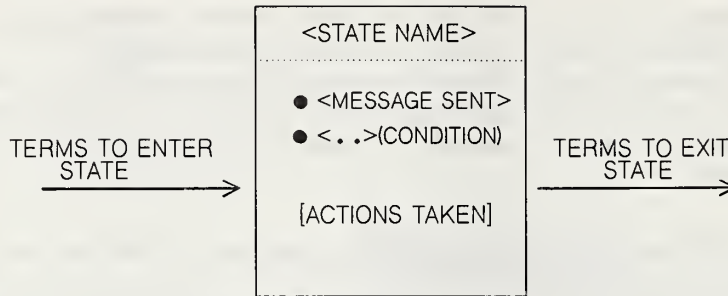 <STATE NAME>
● <MESSAGE SENT>
● <..>(CONDITION)
TERMS TO ENTER
STATE
[ACTIONS TAKEN]
TERMS TO EXIT
STATE